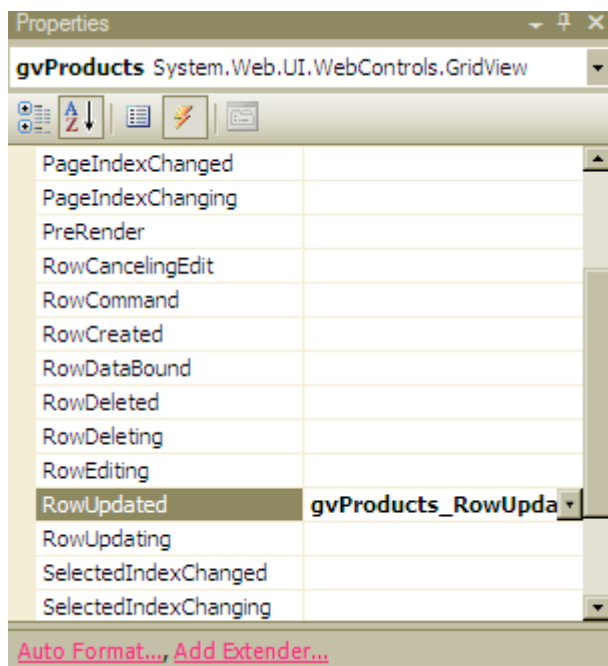 Properties
gvProducts System.Web.UI.WebControls.GridView
PageIndexChanged
PageIndexChanging
PreRender
RowCancelingEdit
RowCommand
RowCreated
RowDataBound
RowDeleted
RowDeleting
RowEditing
RowUpdated gvProducts_RowUpda
RowUpdating
SelectedIndexChanged
SelectedIndexChanging
Auto Format..., Add Extender...